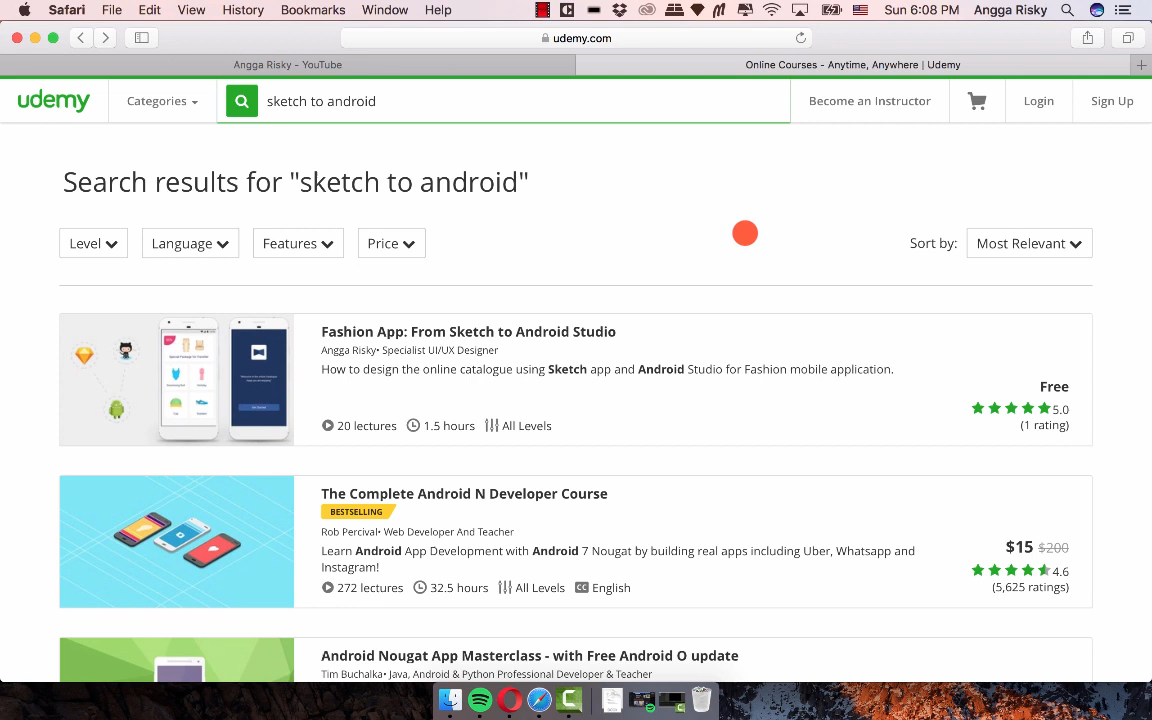 Safari File Edit View History Bookmarks Window Help Sun 6:08 PM Angga Risky
udemy.com
Angga Risky - YouTube Online Courses - Anytime, Anywhere | Udemy
udemy Categories sketch to android Become an Instructor Login Sign Up
Search results for "sketch to android"
Level Language Features Price Sort by: Most Relevant
Fashion App: From Sketch to Android Studio
Angga Risky• Specialist UI/UX Designer
How to design the online catalogue using Sketch app and Android Studio for Fashion mobile application.
Free
5.0
(1 rating)
20 lectures 1.5 hours All Levels
The Complete Android N Developer Course
BESTSELLING
Rob Percival• Web Developer And Teacher
Learn Android App Development with Android 7 Nougat by building real apps including Uber, Whatsapp and
Instagram!
$15 $200
4.6
(5,625 ratings)
272 lectures 32.5 hours All Levels CC English
Android Nougat App Masterclass - with Free Android O update
Tim Buchalka• Java, Android & Python Professional Developer & Teacher